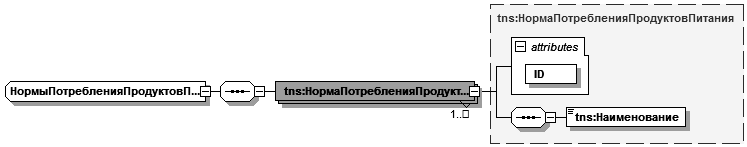 tns:НормаПотребленияПродуктовПитания
attributes
ID
НормыПотребленияПродуктовП...
tns:НормаПотребленияПродукт...
1..
tns:Наименование